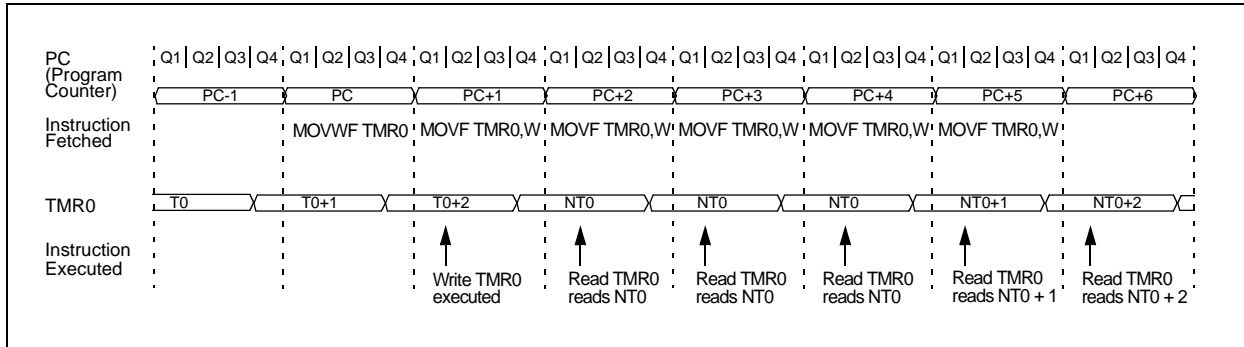 PC
(Program
Counter)
Q1 Q2 Q3 Q4 Q1 Q2 Q3 Q4 Q1 Q2 Q3 Q4 Q1 Q2 Q3 Q4 Q1 Q2 Q3 Q4 Q1 Q2 Q3 Q4 Q1 Q2 Q3 Q4 Q1 Q2 Q3 Q4
PC-1 PC PC+1 PC+2 PC+3 PC+4 PC+5 PC+6
Instruction
Fetched
MOVWF TMR0 MOVF TMR0,W MOVF TMR0,W MOVF TMR0,W MOVF TMR0,W MOVF TMR0,W
TMR0
T0 T0+1 T0+2 NT0 NT0 NT0 NT0+1 NT0+2
Instruction
Executed
Write TMR0
executed
Read TMR0
reads NT0
Read TMR0
reads NT0
Read TMR0
reads NT0
Read TMR0
reads NT0 + 1
Read TMR0
reads NT0 + 2